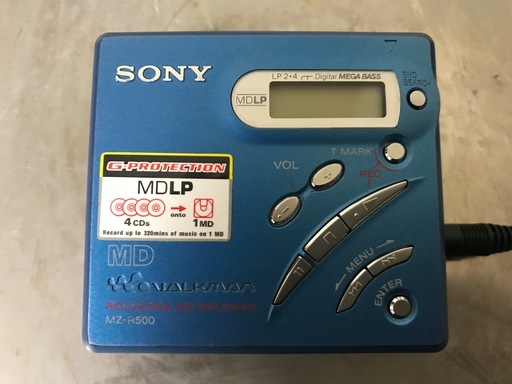 SONY
LP 2•4 Digital MEGA BASS
MDLP
END SEARCH
T MARK
REC
VOL
G-PROTECTION
MDLP
4 CDs onto 1 MD
Record up to 320mins of music on 1 MD
MENU
ENTER
MD
WALKMAN
RECORDING MD WALKMAN
MZ-R500